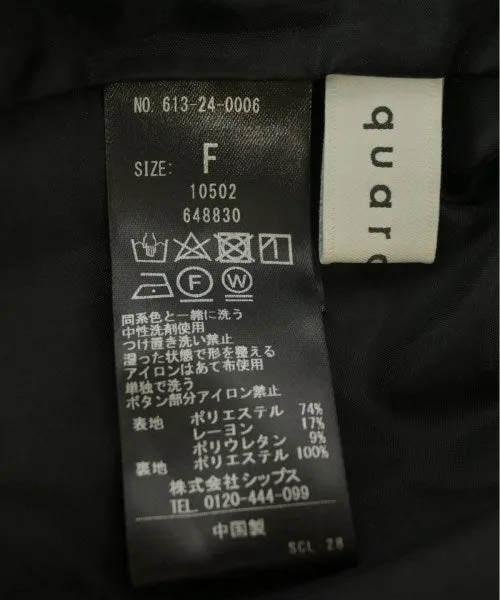 NO. 613-24-0006
SIZE: F
10502
648830
F W
同系色と一緒に洗う
中性洗剤使用
つけ置き洗い禁止
湿った状態で形を整える
アイロンはあて布使用
単独で洗う
ボタン部分アイロン禁止
表地 ポリエステル 74%
レーヨン 17%
ポリウレタン 9%
裏地 ポリエステル 100%
株式会社シップス
TEL. 0120-444-099
中国製
SCL-28
quar